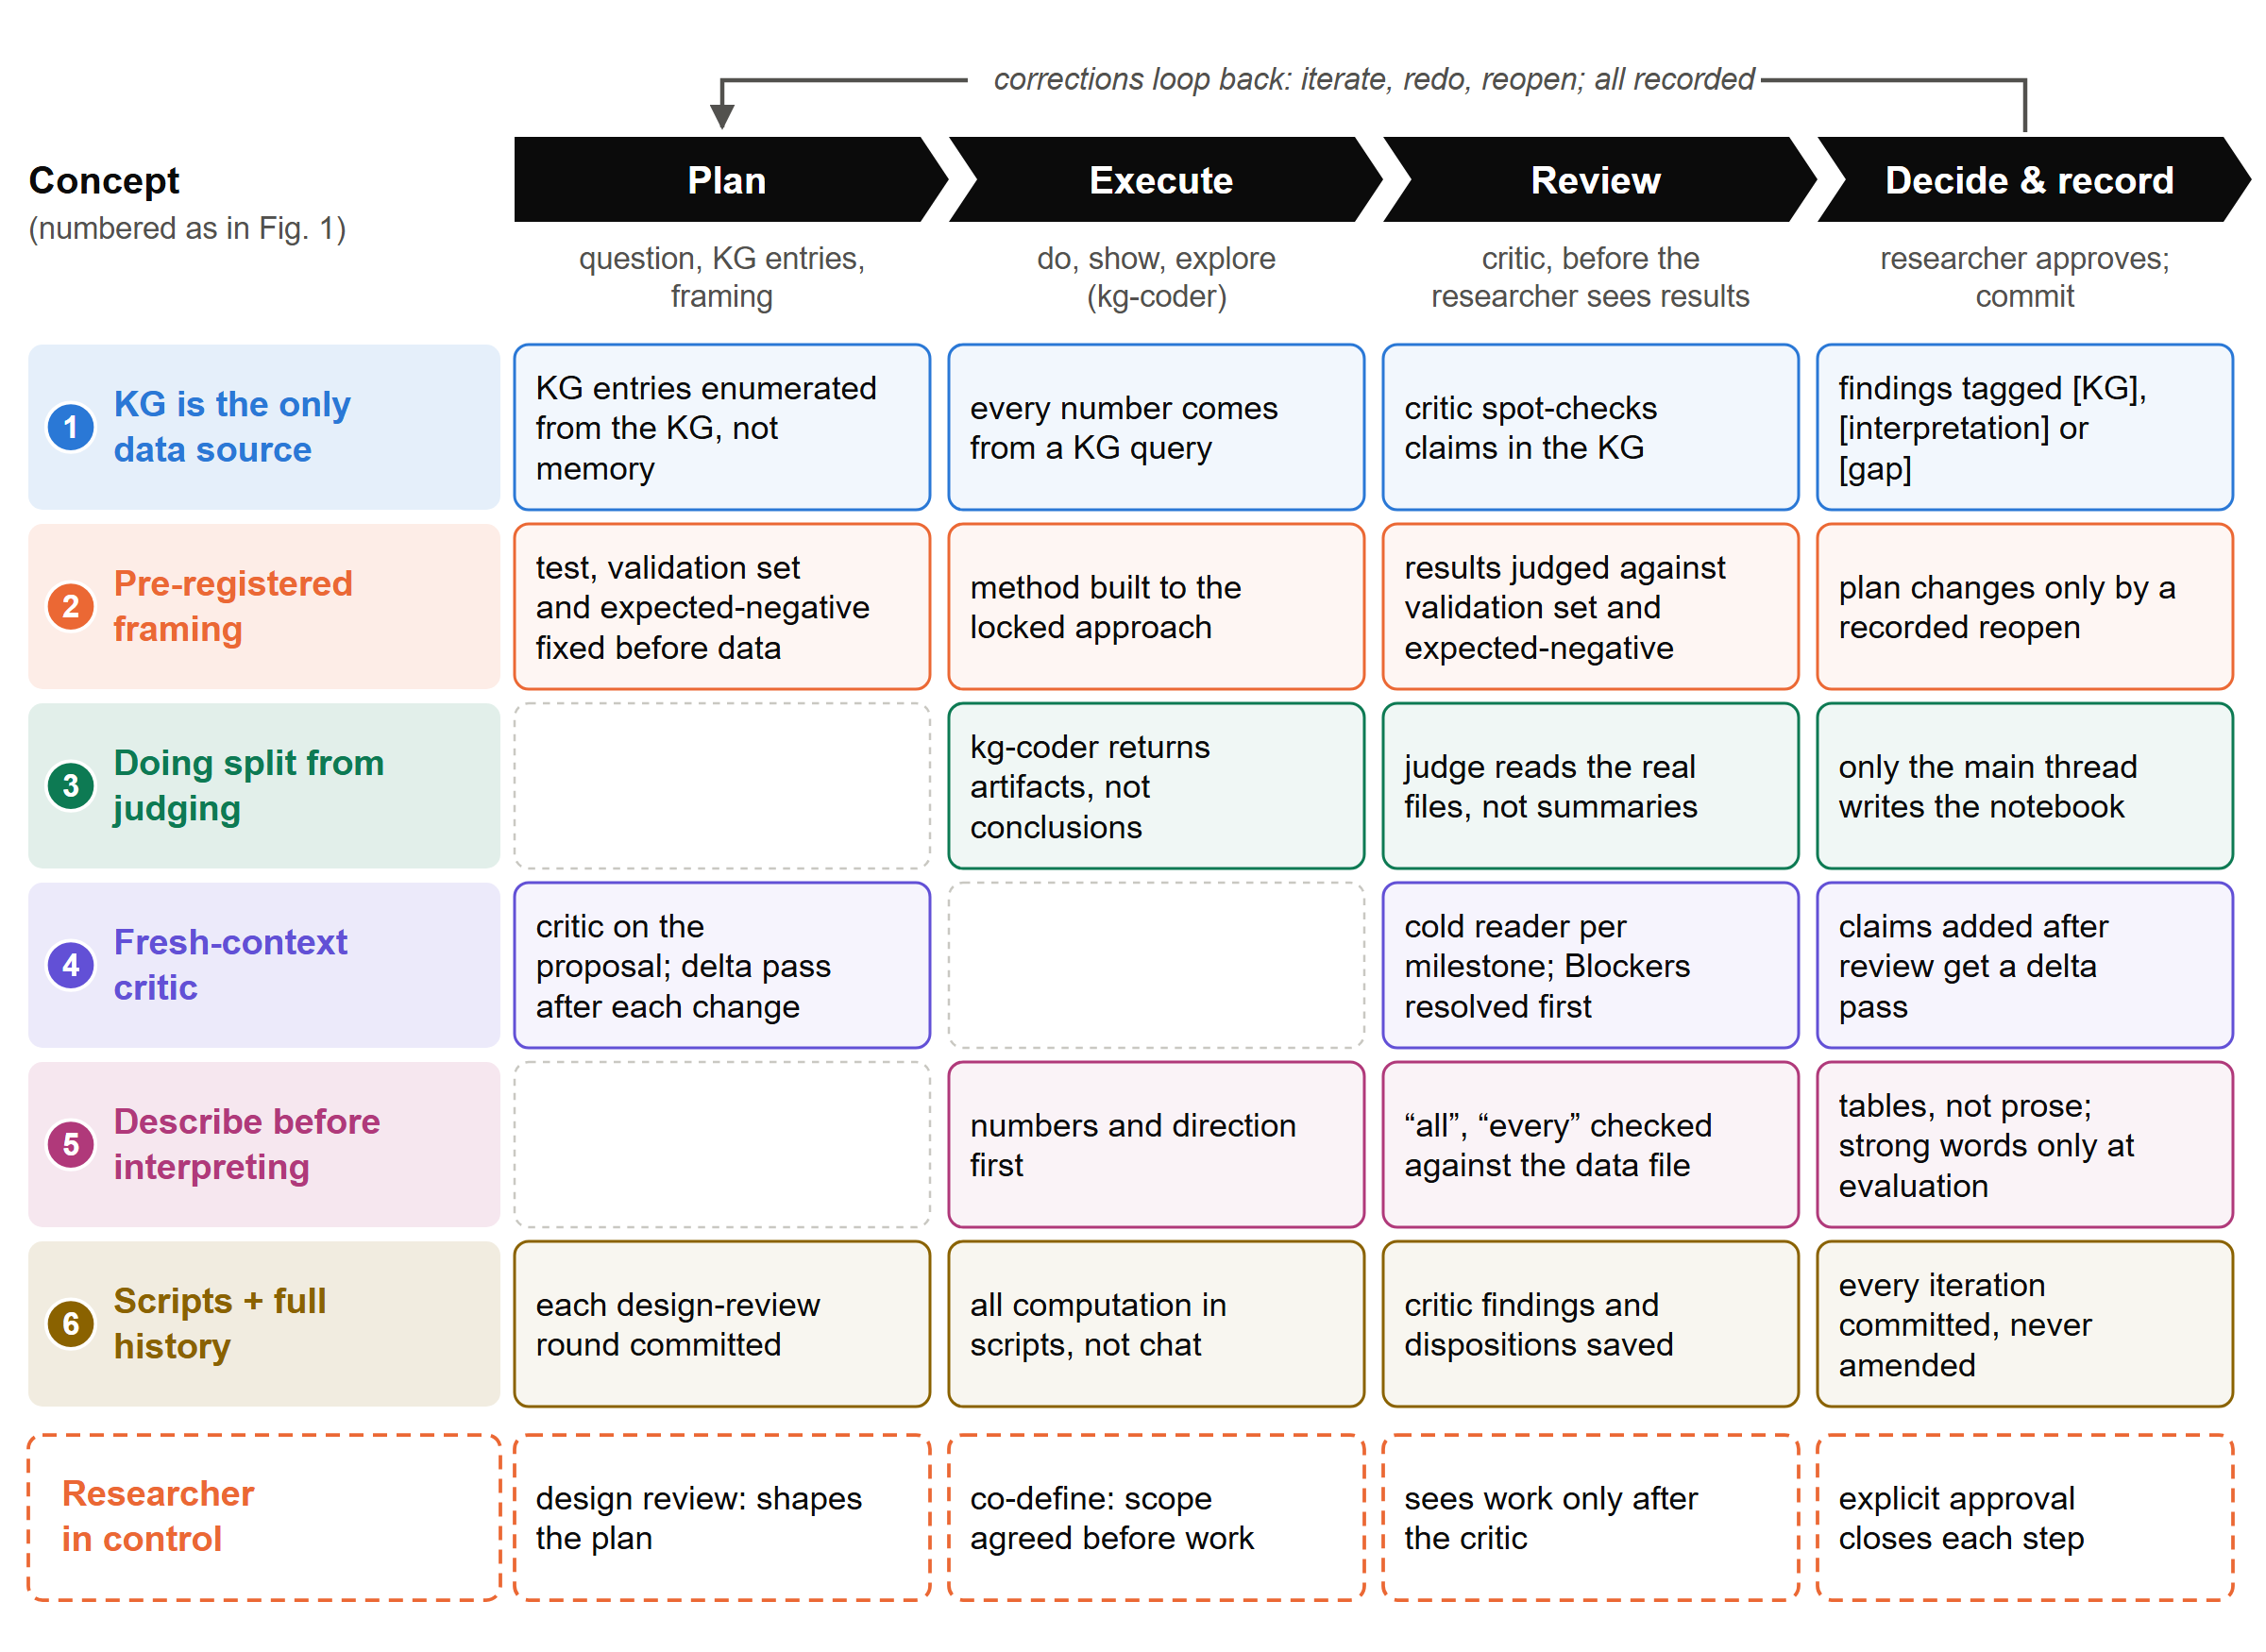 corrections loop back: iterate, redo, reopen; all recorded
Concept
(numbered as in Fig. 1)
Plan
Execute
Review
Decide & record
question, KG entries,
framing
do, show, explore
(kg-coder)
critic, before the
researcher sees results
researcher approves;
commit
1
KG is the only
data source
KG entries enumerated
from the KG, not
memory
every number comes
from a KG query
critic spot-checks
claims in the KG
findings tagged [KG],
[interpretation] or
[gap]
2
Pre-registered
framing
test, validation set
and expected-negative
fixed before data
method built to the
locked approach
results judged against
validation set and
expected-negative
plan changes only by a
recorded reopen
3
Doing split from
judging
kg-coder returns
artifacts, not
conclusions
judge reads the real
files, not summaries
only the main thread
writes the notebook
4
Fresh-context
critic
critic on the
proposal; delta pass
after each change
cold reader per
milestone; Blockers
resolved first
claims added after
review get a delta
pass
5
Describe before
interpreting
numbers and direction
first
“all”, “every” checked
against the data file
tables, not prose;
strong words only at
evaluation
6
Scripts + full
history
each design-review
round committed
all computation in
scripts, not chat
critic findings and
dispositions saved
every iteration
committed, never
amended
Researcher
in control
design review: shapes
the plan
co-define: scope
agreed before work
sees work only after
the critic
explicit approval
closes each step